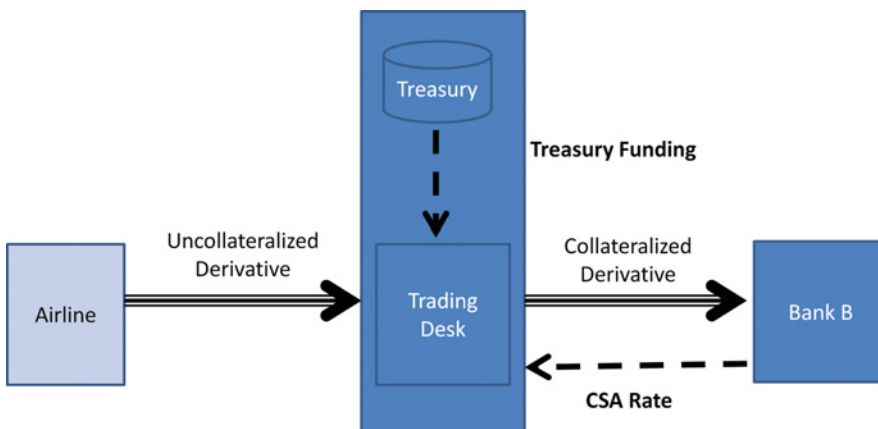 Treasury
Treasury Funding
Uncollateralized
Derivative
Collateralized
Derivative
Airline
Trading
Desk
Bank B
CSA Rate